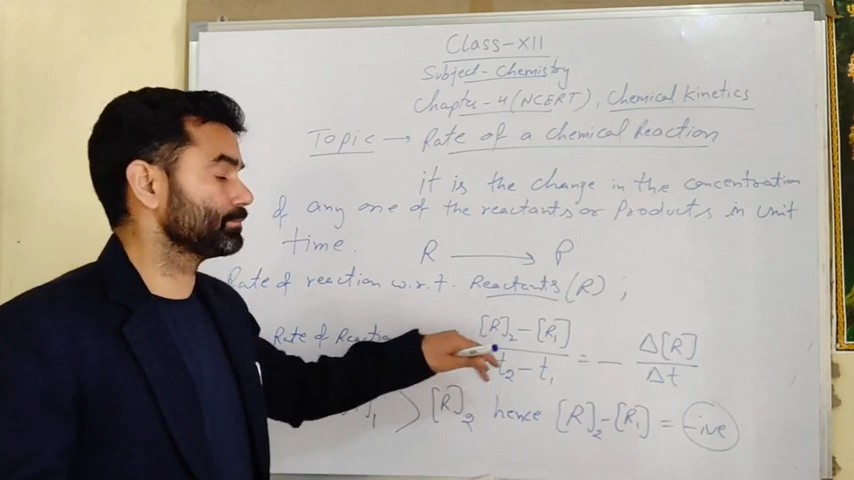 Class-XII
Subject- Chemistry
Chapter-4 (NCERT), Chemical kinetics
Topic → Rate of a chemical Reaction
it is the change in the concentration
of any one of the reactants or Products in unit
time. R ⟶ P
Rate of reaction w.r.t. Reactants (R) ;
Rate of Reaction [R]₂-[R₁] / t₂-t₁ = - Δ[R] / Δt
]₁ > [R]₂ hence [R]₂-[R₁] = -ive